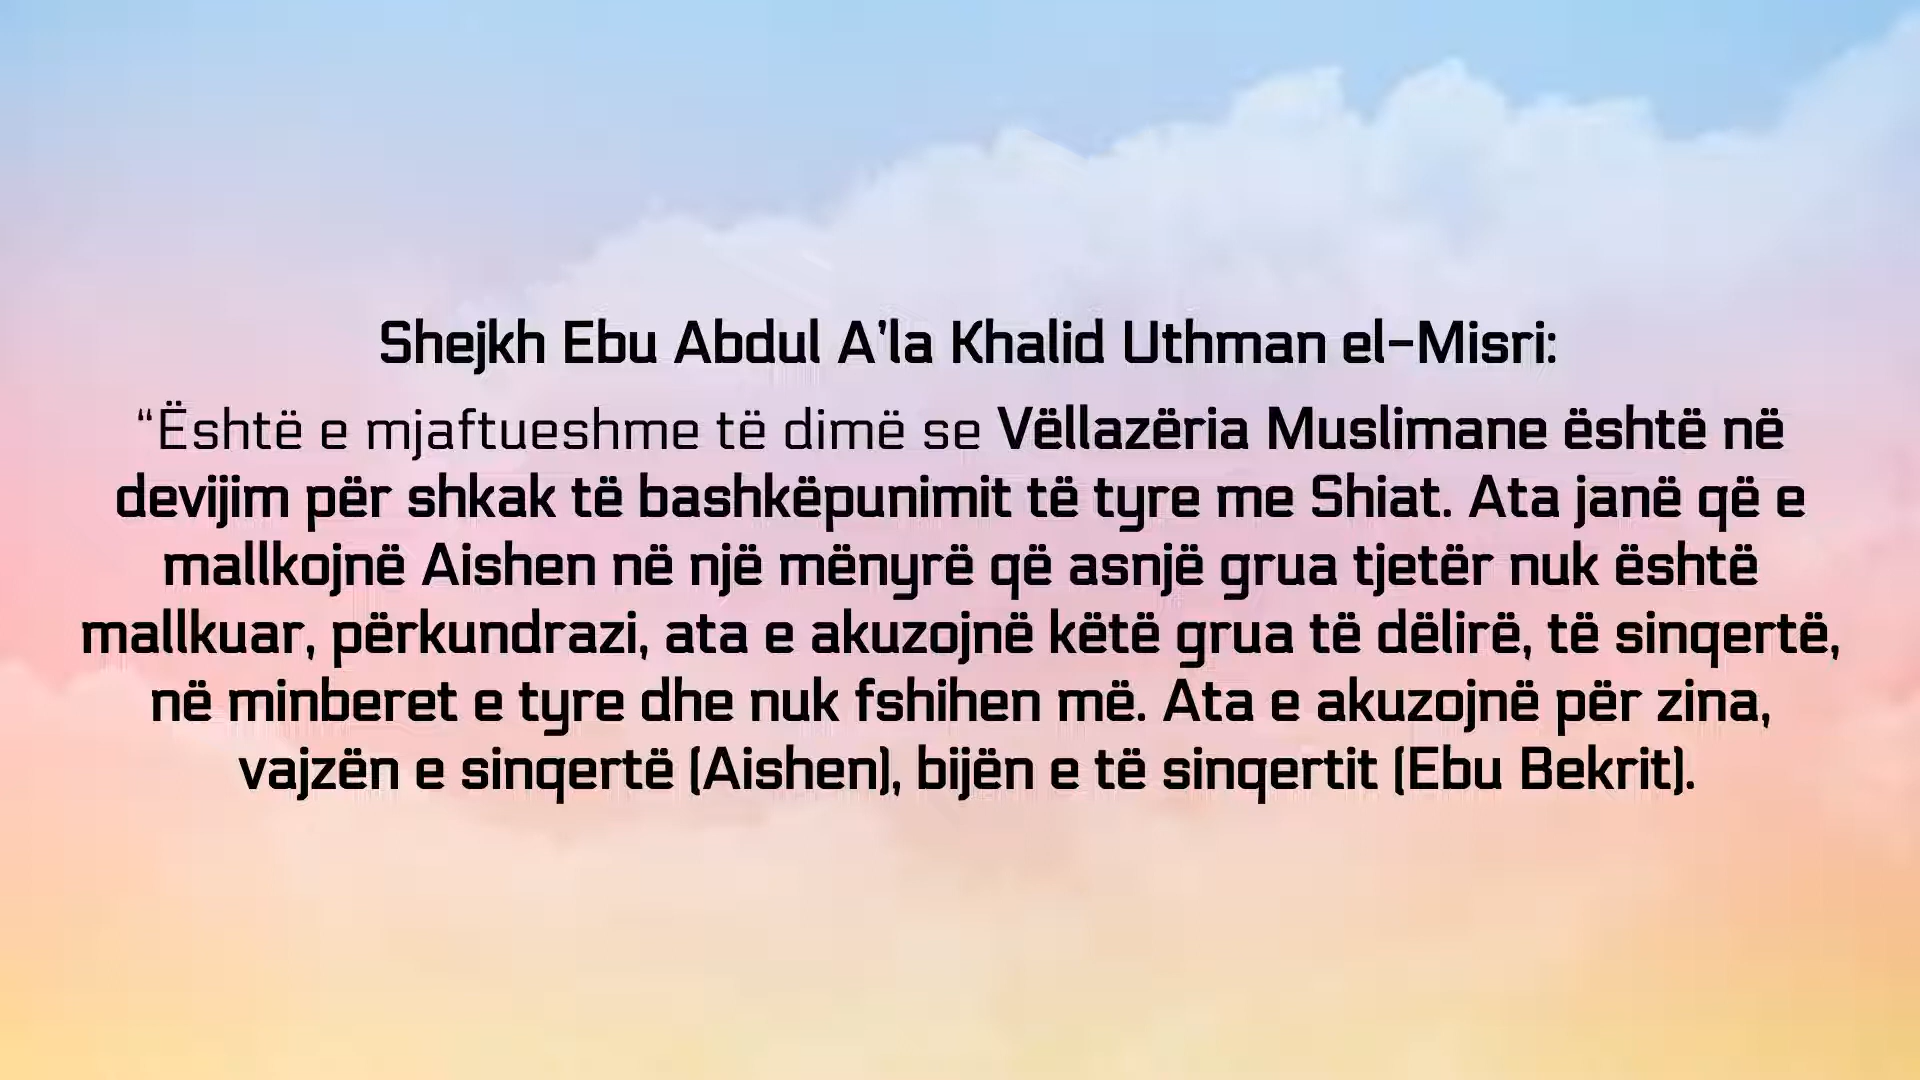 Shejkh Ebu Abdul A'la Khalid Uthman el-Misri:
“Është e mjaftueshme të dimë se Vëllazëria Muslimane është në
devijim për shkak të bashkëpunimit të tyre me Shiat. Ata janë që e
mallkojnë Aishen në një mënyrë që asnjë grua tjetër nuk është
mallkuar, përkundrazi, ata e akuzojnë këtë grua të dëlirë, të sinqertë,
në minberet e tyre dhe nuk fshihen më. Ata e akuzojnë për zina,
vajzën e sinqertë (Aishen), bijën e të sinqertit (Ebu Bekrit).